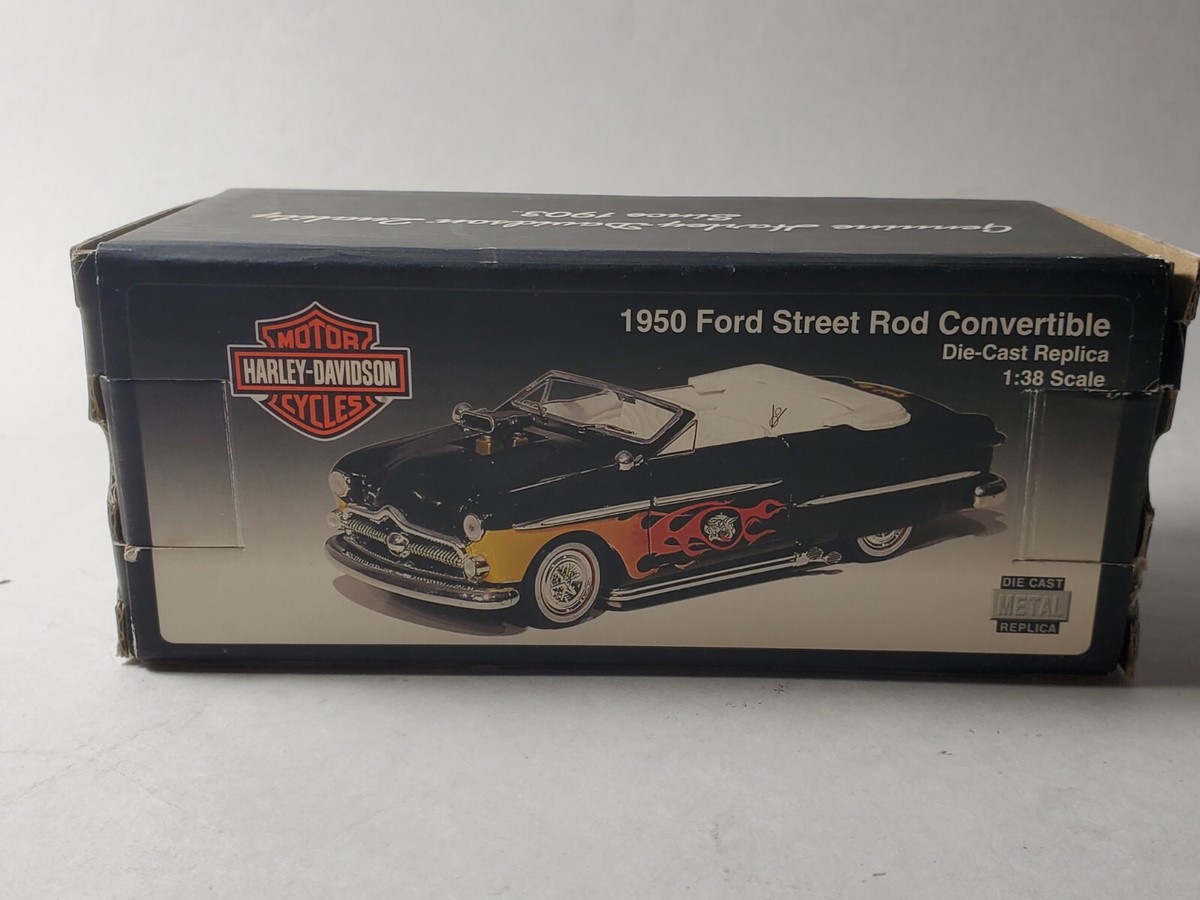 Genuine Harley-Davidson Quality
Since 1903.
MOTOR
HARLEY-DAVIDSON
CYCLES
1950 Ford Street Rod Convertible
Die-Cast Replica
1:38 Scale
DIE CAST
METAL
REPLICA